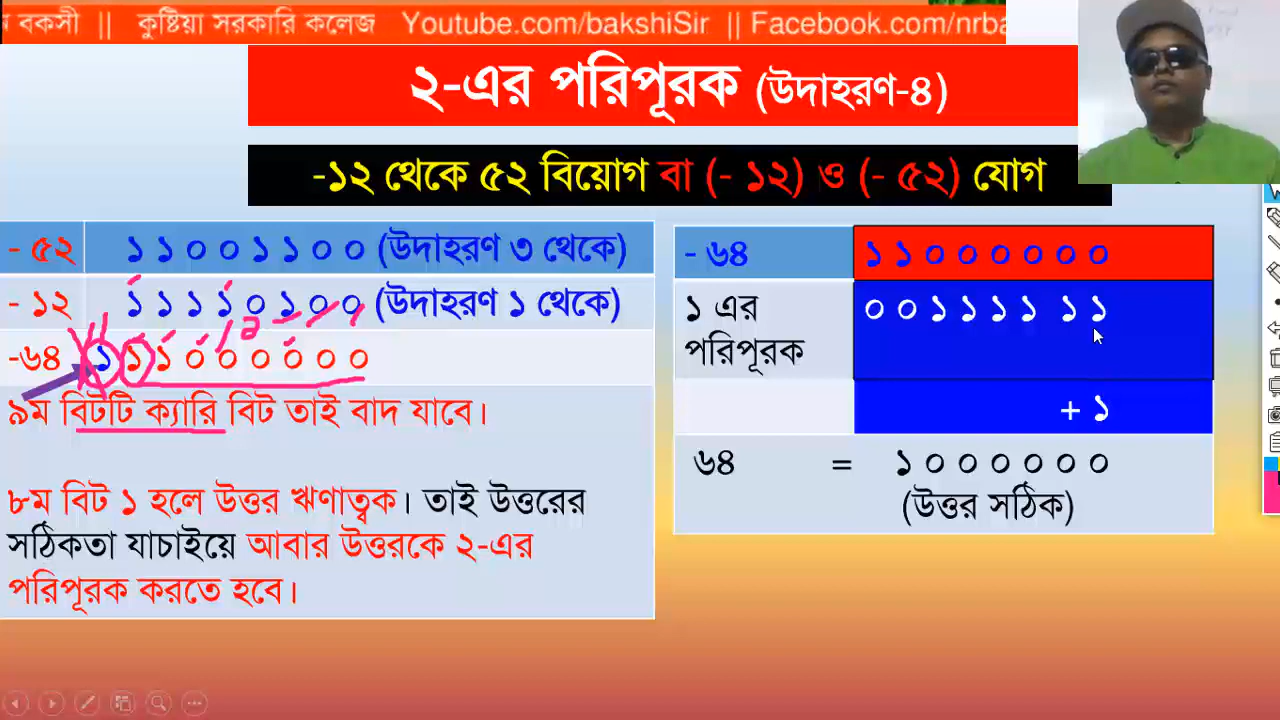 বকসী || কুষ্টিয়া সরকারি কলেজ Youtube.com/bakshiSir || Facebook.com/nrba
২-এর পরিপূরক (উদাহরণ-৪)
-১২ থেকে ৫২ বিয়োগ বা (- ১২) ও (- ৫২) যোগ
- ৫২ ১ ১ ০ ০ ১ ১ ০ ০ (উদাহরণ ৩ থেকে)
- ১২ ১ ১ ১ ১ ০ ১ ০ ০ (উদাহরণ ১ থেকে)
-৬৪ ১ ১ ১ ০ ০ ০ ০ ০ ০
৯ম বিটটি ক্যারি বিট তাই বাদ যাবে।
৮ম বিট ১ হলে উত্তর ঋণাত্বক। তাই উত্তরের
সঠিকতা যাচাইয়ে আবার উত্তরকে ২-এর
পরিপূরক করতে হবে।
- ৬৪ ১ ১ ০ ০ ০ ০ ০ ০
১ এর ০ ০ ১ ১ ১ ১ ১ ১
পরিপূরক
+ ১
৬৪ = ১ ০ ০ ০ ০ ০ ০
(উত্তর সঠিক)